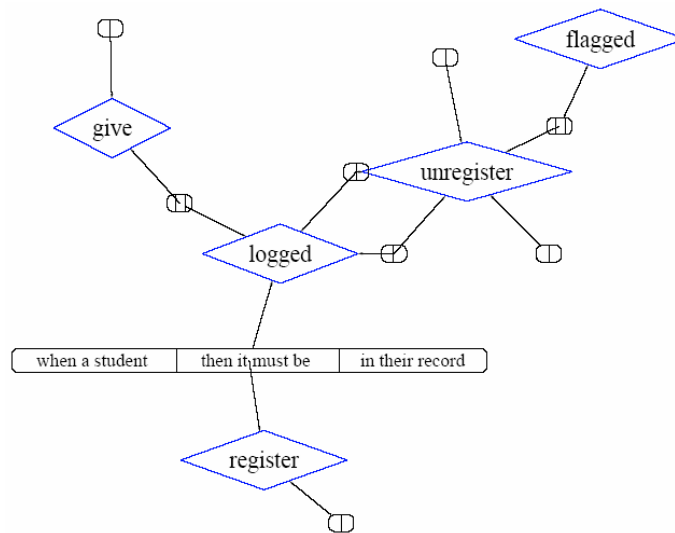 flagged
give
unregister
logged
when a student then it must be in their record
register